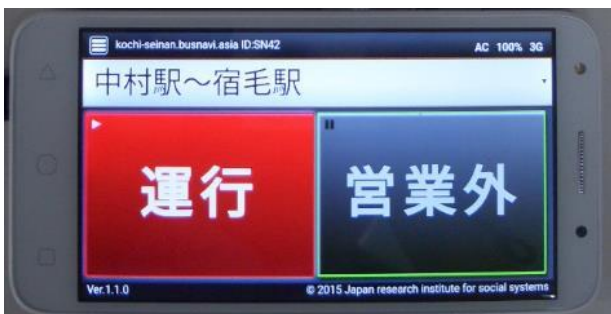 kochi-seinan.busnavi.asia ID:SN42 AC 100% 3G
中村駅～宿毛駅
運行 営業外
Ver.1.1.0 © 2015 Japan research institute for social systems